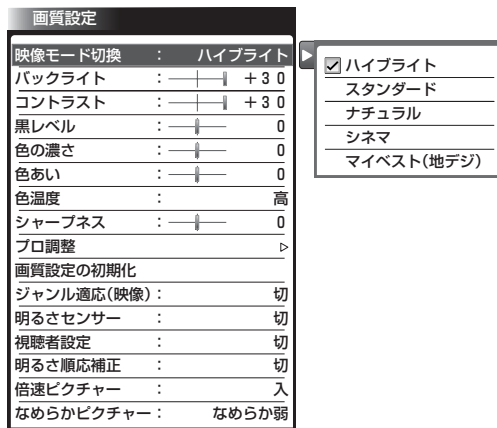 画質設定
映像モード切換 : ハイブライト
バックライト : +30
コントラスト : +30
黒レベル : 0
色の濃さ : 0
色あい : 0
色温度 : 高
シャープネス : 0
プロ調整
画質設定の初期化
ジャンル適応(映像) : 切
明るさセンサー : 切
視聴者設定 : 切
明るさ順応補正 : 切
倍速ピクチャー : 入
なめらかピクチャー : なめらか弱
ハイブライト
スタンダード
ナチュラル
シネマ
マイベスト(地デジ)